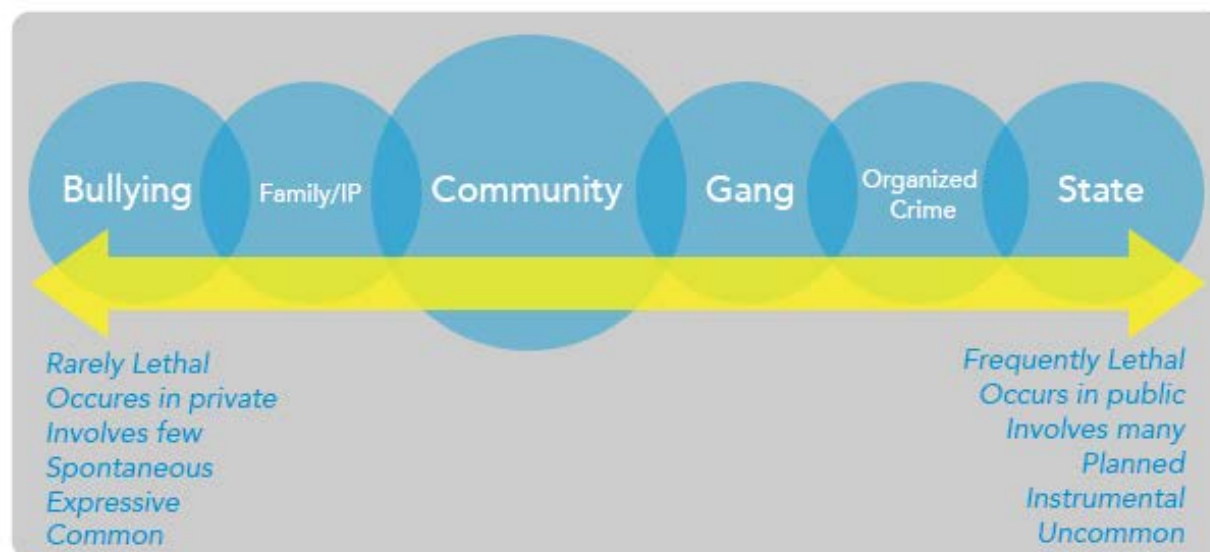 Bullying
Family/IP
Community
Gang
Organized
Crime
State
Rarely Lethal
Occures in private
Involves few
Spontaneous
Expressive
Common
Frequently Lethal
Occurs in public
Involves many
Planned
Instrumental
Uncommon